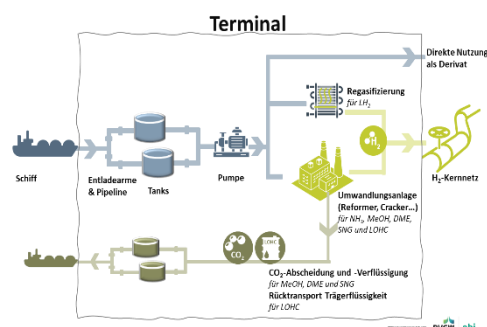 Terminal
Direkte Nutzung
als Derivat
Regasifizierung
für LH₂
H₂
Schiff
Entladearme
& Pipeline
Tanks
Pumpe
H₂-Kernnetz
Umwandlungsanlage
(Reformer, Cracker...)
für NH₃, MeOH, DME,
SNG und LOHC
CO₂
LOHC
CO₂-Abscheidung und -Verflüssigung
für MeOH, DME und SNG
Rücktransport Trägerflüssigkeit
für LOHC